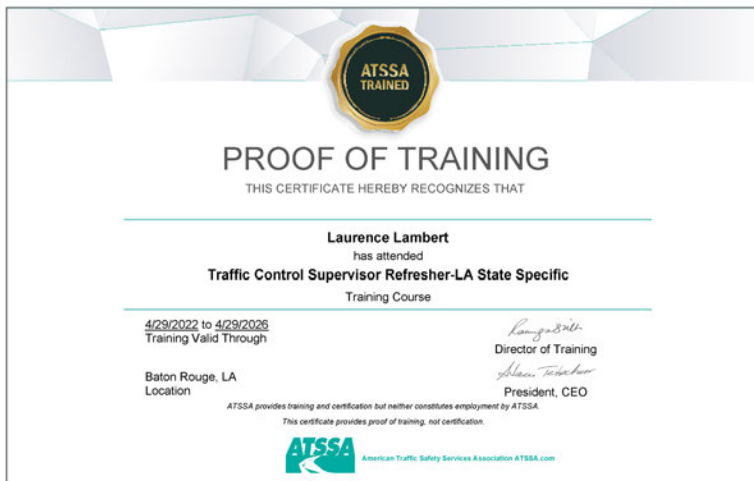 ATSSA
TRAINED
PROOF OF TRAINING
THIS CERTIFICATE HEREBY RECOGNIZES THAT
Laurence Lambert
has attended
Traffic Control Supervisor Refresher-LA State Specific
Training Course
4/29/2022 to 4/29/2026
Training Valid Through
Director of Training
Baton Rouge, LA
Location
President, CEO
ATSSA provides training and certification but neither constitutes employment by ATSSA.
This certificate provides proof of training, not certification.
ATSSA
American Traffic Safety Services Association ATSSA.com